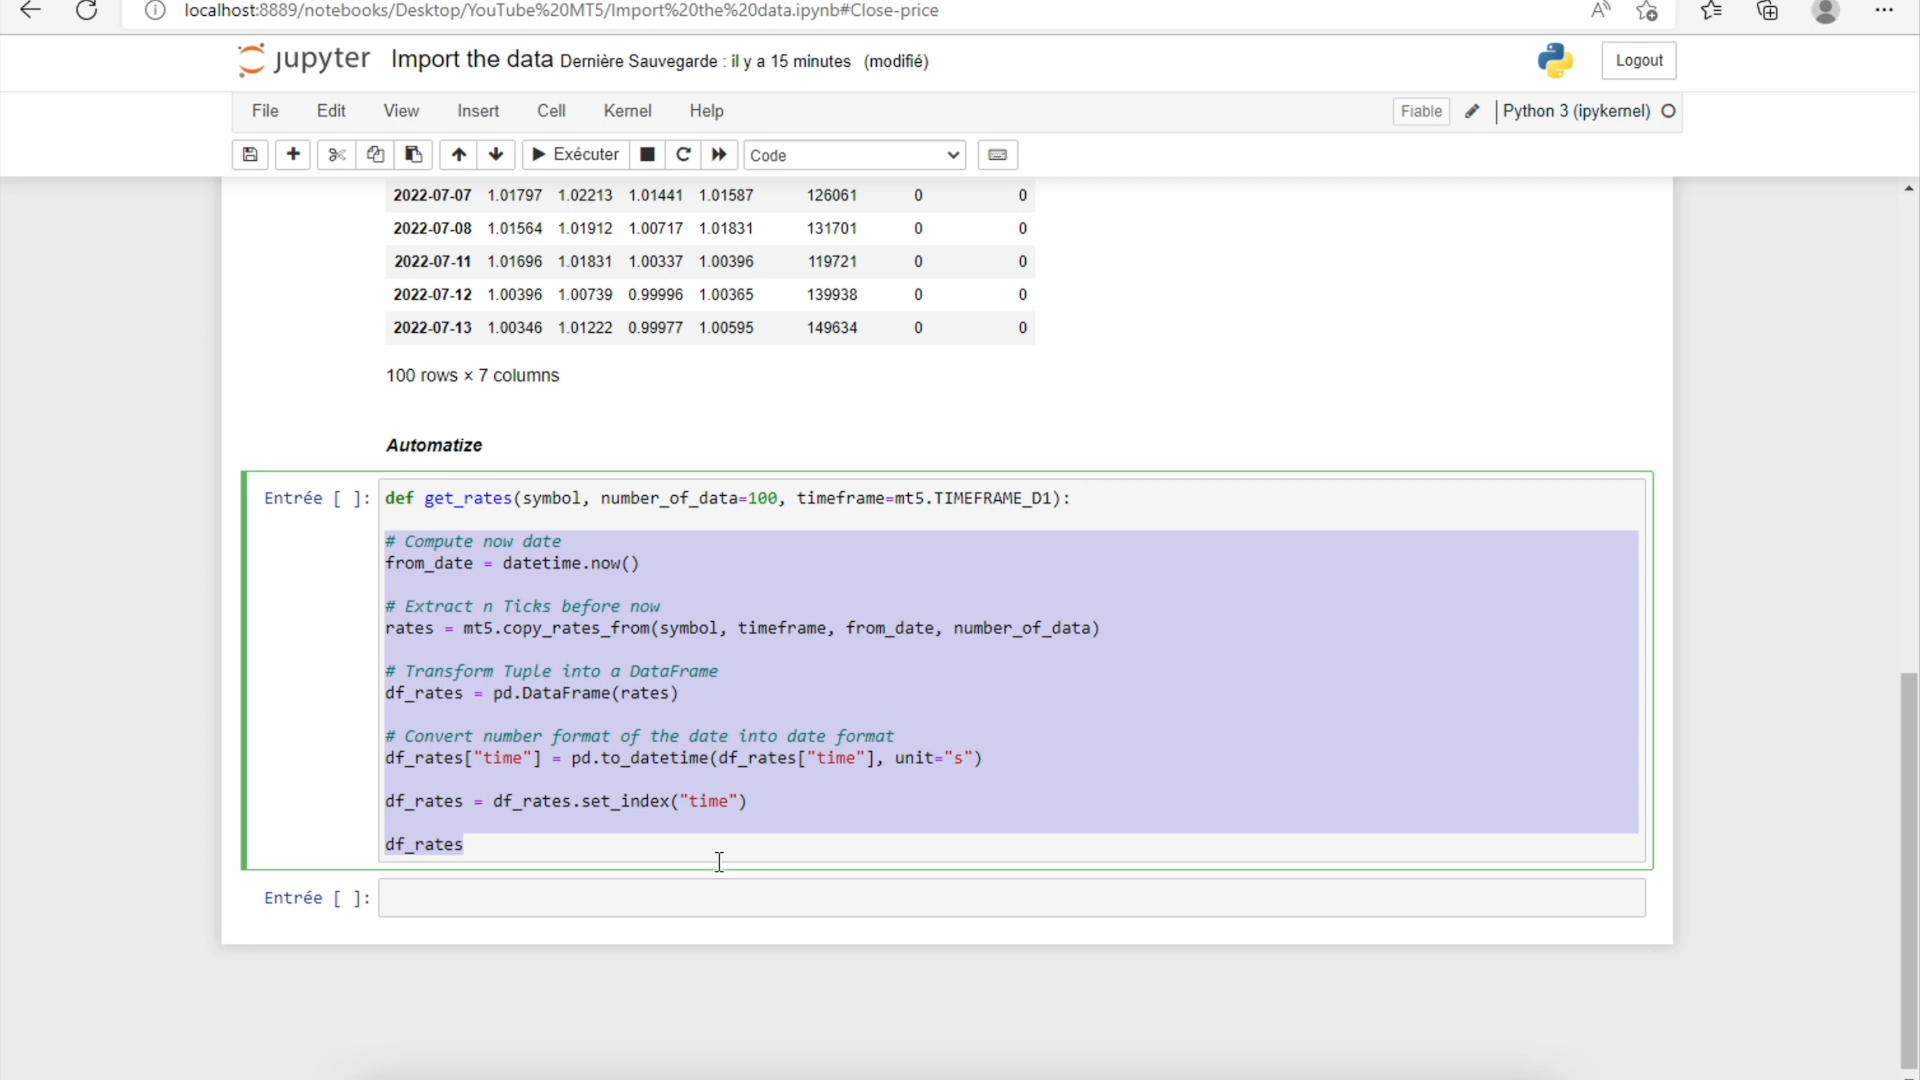 localhost:8889/notebooks/Desktop/YouTube%20MT5/Import%20the%20data.ipynb#Close-price
jupyter Import the data Dernière Sauvegarde : il y a 15 minutes (modifié) Logout
File Edit View Insert Cell Kernel Help Fiable Python 3 (ipykernel)
Exécuter Code
2022-07-07 1.01797 1.02213 1.01441 1.01587 126061 0 0
2022-07-08 1.01564 1.01912 1.00717 1.01831 131701 0 0
2022-07-11 1.01696 1.01831 1.00337 1.00396 119721 0 0
2022-07-12 1.00396 1.00739 0.99996 1.00365 139938 0 0
2022-07-13 1.00346 1.01222 0.99977 1.00595 149634 0 0
100 rows × 7 columns
Automatize
Entrée [ ]: def get_rates(symbol, number_of_data=100, timeframe=mt5.TIMEFRAME_D1):
# Compute now date
from_date = datetime.now()
# Extract n Ticks before now
rates = mt5.copy_rates_from(symbol, timeframe, from_date, number_of_data)
# Transform Tuple into a DataFrame
df_rates = pd.DataFrame(rates)
# Convert number format of the date into date format
df_rates["time"] = pd.to_datetime(df_rates["time"], unit="s")
df_rates = df_rates.set_index("time")
df_rates
Entrée [ ]: